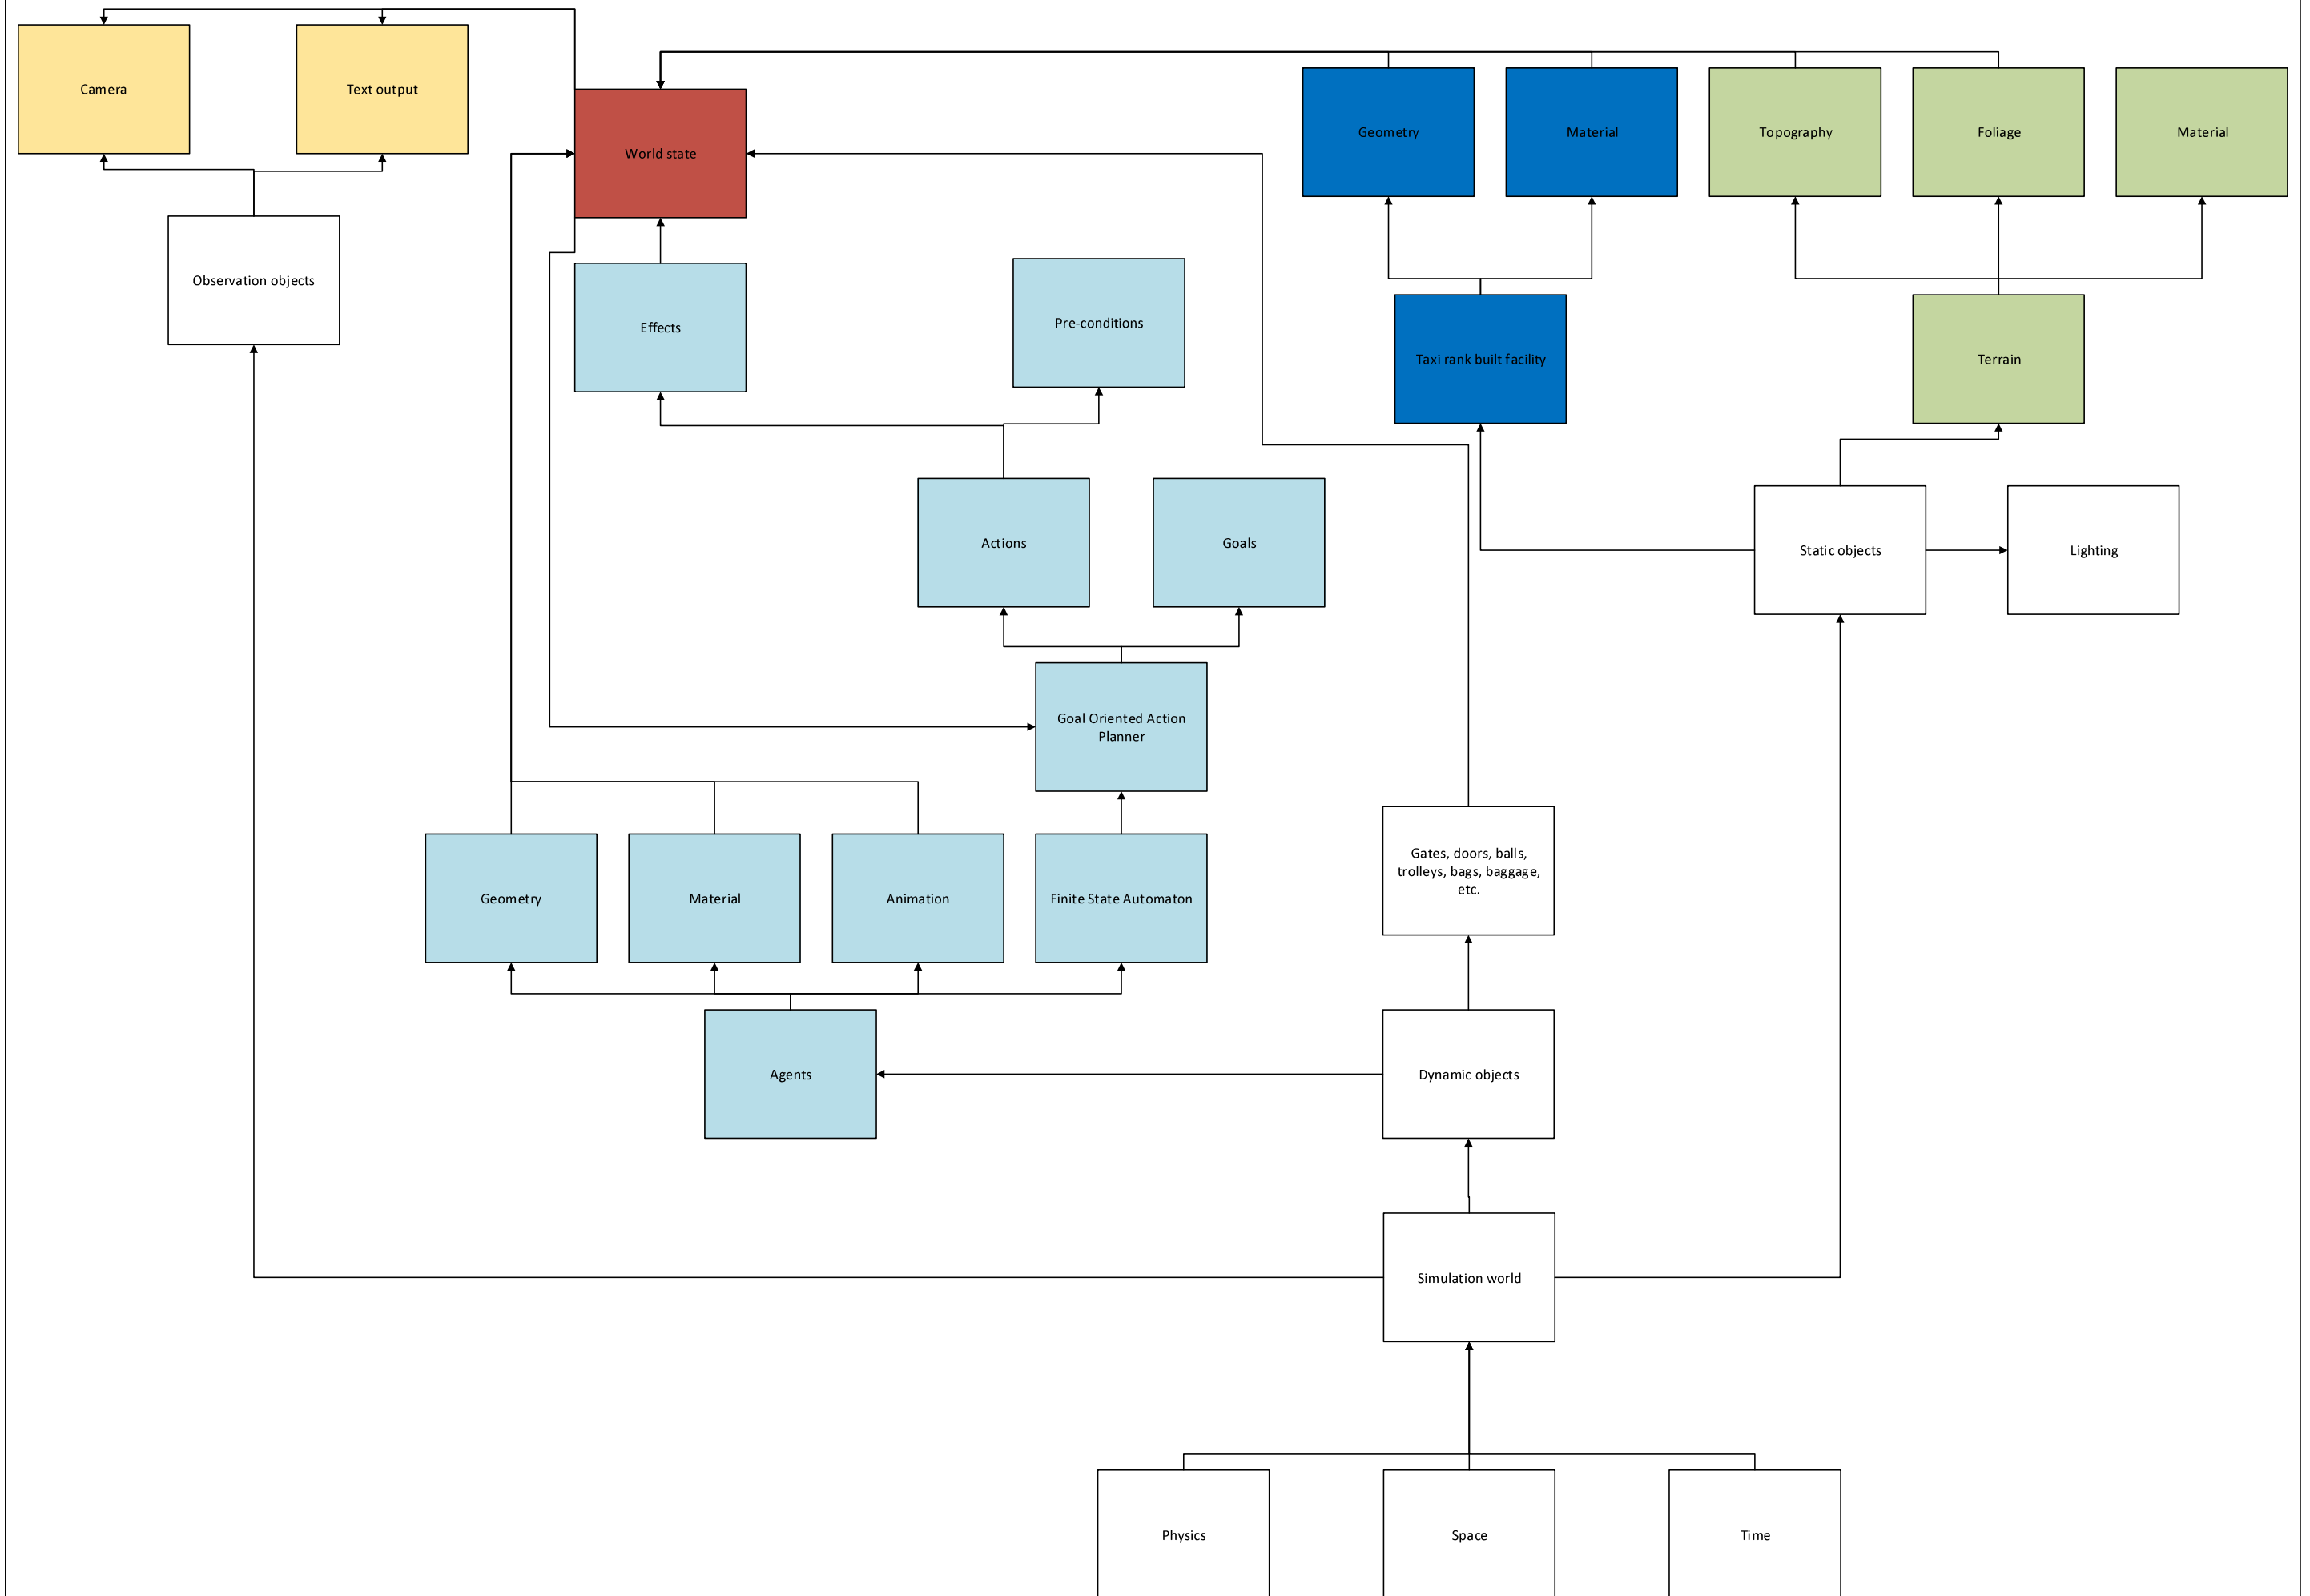 Camera
Text output
World state
Geometry
Material
Topography
Foliage
Material
Observation objects
Effects
Pre-conditions
Taxi rank built facility
Terrain
Actions
Goals
Static objects
Lighting
Goal Oriented Action
Planner
Gates, doors, balls,
trolleys, bags, baggage,
etc.
Geometry
Material
Animation
Finite State Automaton
Agents
Dynamic objects
Simulation world
Physics
Space
Time